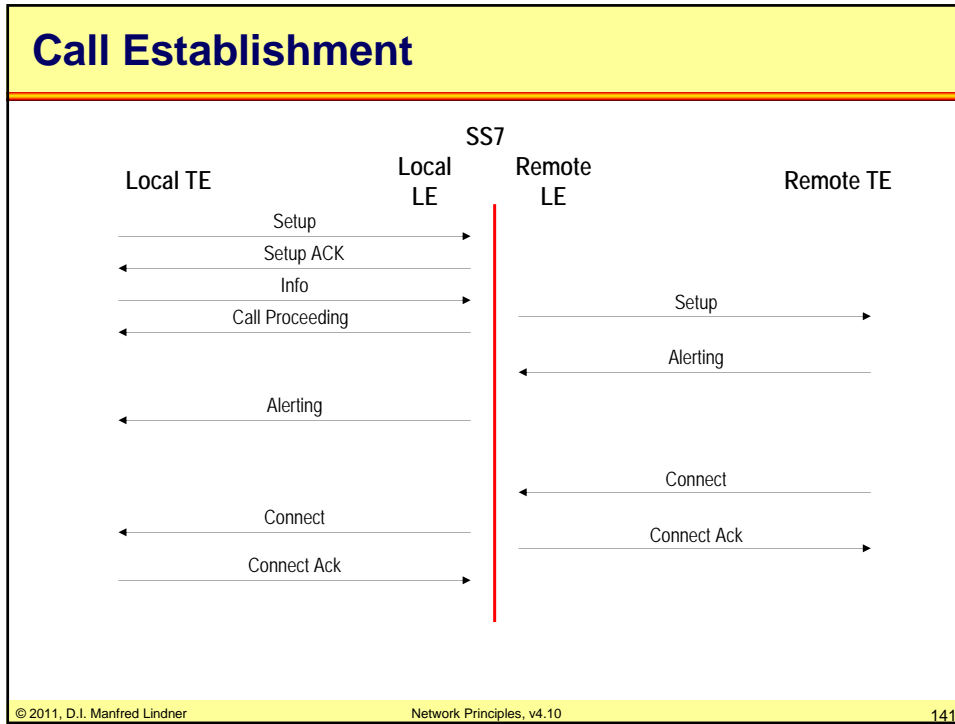 Call Establishment
SS7
Local TE
Local
LE
Remote
LE
Remote TE
Setup
Setup ACK
Info
Call Proceeding
Setup
Alerting
Alerting
Connect
Connect
Connect Ack
Connect Ack
© 2011, D.I. Manfred Lindner
Network Principles, v4.10
141